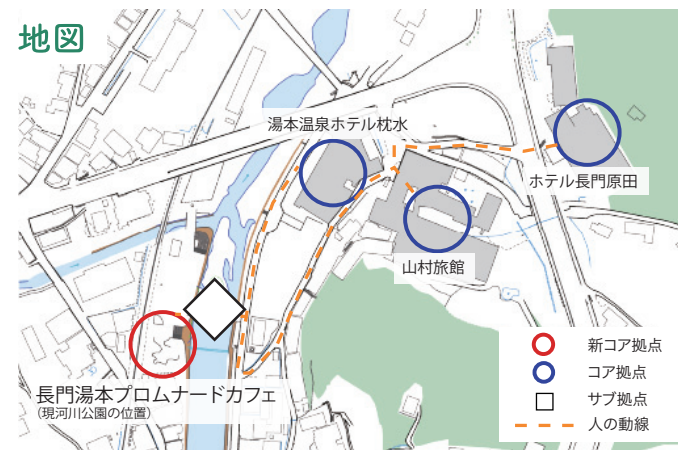 地図
湯本温泉ホテル枕水
ホテル長門原田
山村旅館
長門湯本プロムナードカフェ
（現河川公園の位置）
新コア拠点
コア拠点
サブ拠点
人の動線